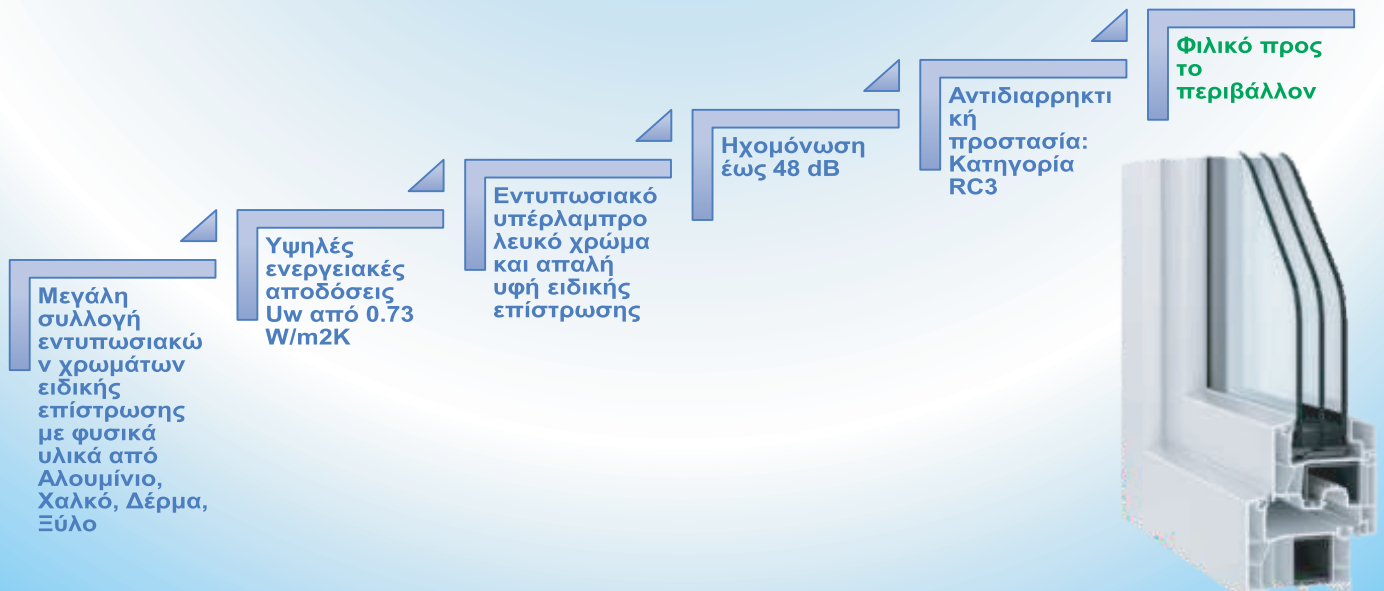 Μεγάλη
συλλογή
εντυπωσιακώ
ν χρωμάτων
ειδικής
επίστρωσης
με φυσικά
υλικά από
Αλουμίνιο,
Χαλκό, Δέρμα,
Ξύλο
Υψηλές
ενεργειακές
αποδόσεις
Uw από 0.73
W/m2K
Εντυπωσιακό
υπέρλαμπρο
λευκό χρώμα
και απαλή
υφή ειδικής
επίστρωσης
Ηχομόνωση
έως 48 dB
Αντιδιαρρηκτι
κή
προστασία:
Κατηγορία
RC3
Φιλικό προς
το
περιβάλλον